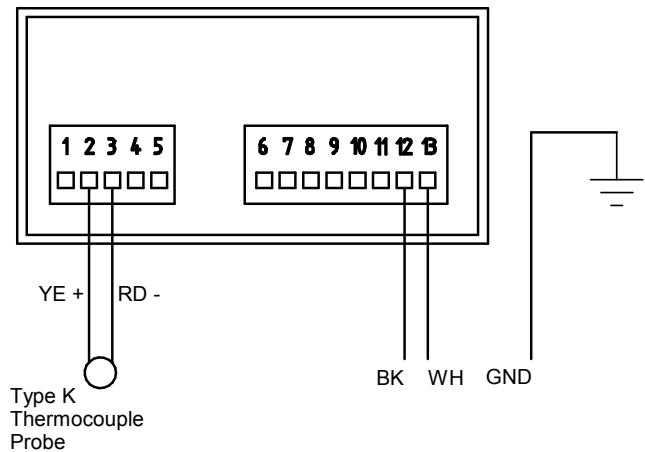 1 2 3 4 5
6 7 8 9 10 11 12 13
YE + RD -
BK WH GND
Type K
Thermocouple
Probe